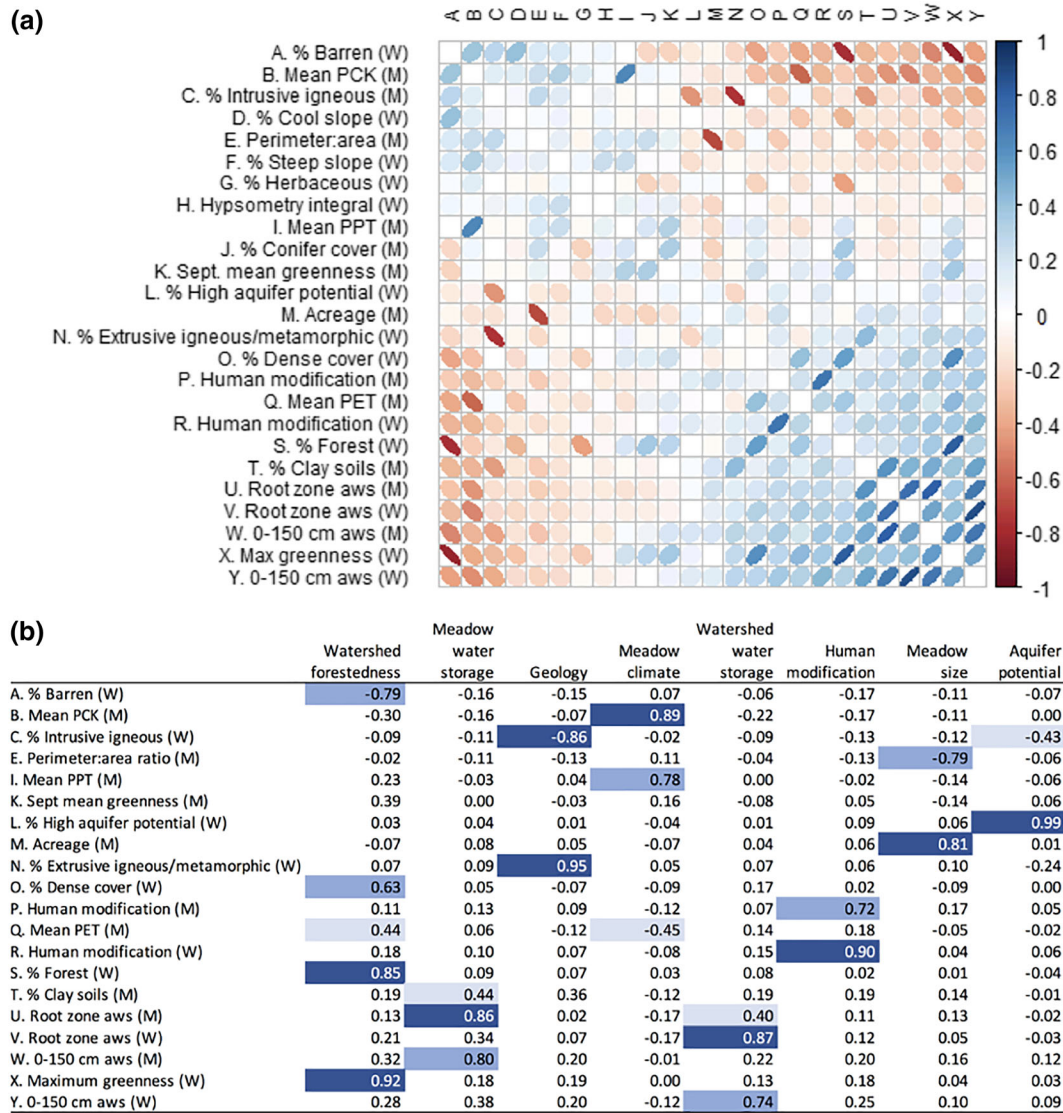 (a)
A B C D E F G H I J K L M N O P Q R S T U V W X Y
A. % Barren (W)
B. Mean PCK (M)
C. % Intrusive igneous (M)
D. % Cool slope (W)
E. Perimeter:area (M)
F. % Steep slope (W)
G. % Herbaceous (W)
H. Hypsometry integral (W)
I. Mean PPT (M)
J. % Conifer cover (M)
K. Sept. mean greenness (M)
L. % High aquifer potential (W)
M. Acreage (M)
N. % Extrusive igneous/metamorphic (W)
O. % Dense cover (W)
P. Human modification (M)
Q. Mean PET (M)
R. Human modification (W)
S. % Forest (W)
T. % Clay soils (M)
U. Root zone aws (M)
V. Root zone aws (W)
W. 0-150 cm aws (M)
X. Max greenness (W)
Y. 0-150 cm aws (W)
1
0.8
0.6
0.4
0.2
0
-0.2
-0.4
-0.6
-0.8
-1
(b)
Watershed forestedness
Meadow water storage
Geology
Meadow climate
Watershed water storage
Human modification
Meadow size
Aquifer potential
A. % Barren (W) -0.79 -0.16 -0.15 0.07 -0.06 -0.17 -0.11 -0.07
B. Mean PCK (M) -0.30 -0.16 -0.07 0.89 -0.22 -0.17 -0.11 0.00
C. % Intrusive igneous (W) -0.09 -0.11 -0.86 -0.02 -0.09 -0.13 -0.12 -0.43
E. Perimeter:area ratio (M) -0.02 -0.11 -0.13 0.11 -0.04 -0.13 -0.79 -0.06
I. Mean PPT (M) 0.23 -0.03 0.04 0.78 0.00 -0.02 -0.14 -0.06
K. Sept mean greenness (M) 0.39 0.00 -0.03 0.16 -0.08 0.05 -0.14 0.06
L. % High aquifer potential (W) 0.03 0.04 0.01 -0.04 0.01 0.09 0.06 0.99
M. Acreage (M) -0.07 0.08 0.05 -0.07 0.04 0.06 0.81 0.01
N. % Extrusive igneous/metamorphic (W) 0.07 0.09 0.95 0.05 0.07 0.06 0.10 -0.24
O. % Dense cover (W) 0.63 0.05 -0.07 -0.09 0.17 0.02 -0.09 0.00
P. Human modification (M) 0.11 0.13 0.09 -0.12 0.07 0.72 0.17 0.05
Q. Mean PET (M) 0.44 0.06 -0.12 -0.45 0.14 0.18 -0.05 -0.02
R. Human modification (W) 0.18 0.10 0.07 -0.08 0.15 0.90 0.04 0.06
S. % Forest (W) 0.85 0.09 0.07 0.03 0.08 0.02 0.01 -0.04
T. % Clay soils (M) 0.19 0.44 0.36 -0.12 0.19 0.19 0.14 -0.01
U. Root zone aws (M) 0.13 0.86 0.02 -0.17 0.40 0.11 0.13 -0.02
V. Root zone aws (W) 0.21 0.34 0.07 -0.17 0.87 0.12 0.05 -0.03
W. 0-150 cm aws (M) 0.32 0.80 0.20 -0.01 0.22 0.20 0.16 0.12
X. Maximum greenness (W) 0.92 0.18 0.19 0.00 0.13 0.18 0.04 0.03
Y. 0-150 cm aws (W) 0.28 0.38 0.20 -0.12 0.74 0.25 0.10 0.09